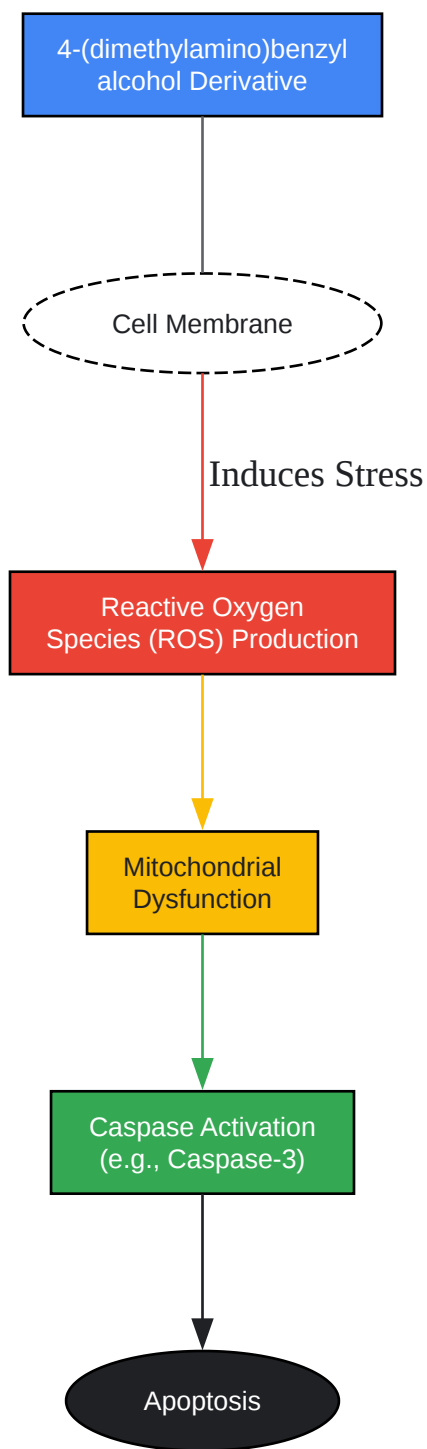 4-(dimethylamino)benzyl
alcohol Derivative
Cell Membrane
Induces Stress
Reactive Oxygen
Species (ROS) Production
Mitochondrial
Dysfunction
Caspase Activation
(e.g., Caspase-3)
Apoptosis